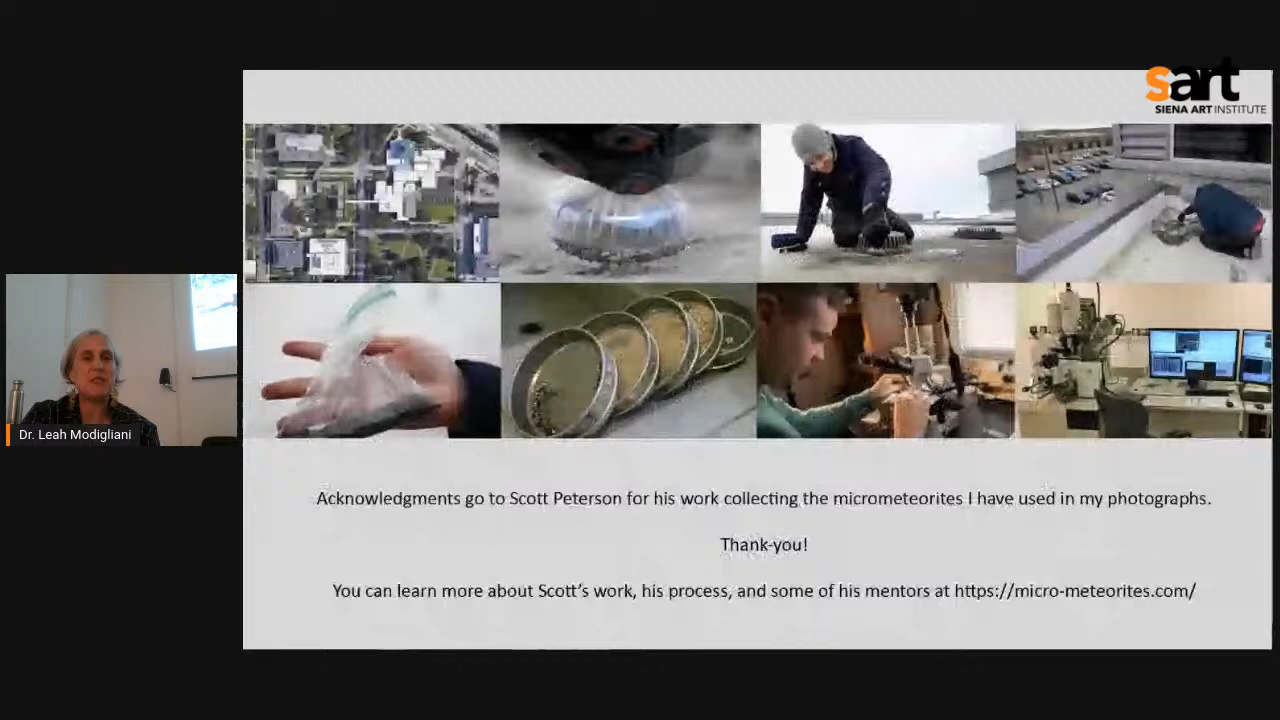 sart
SIENA ART INSTITUTE
Dr. Leah Modigliani
Acknowledgments go to Scott Peterson for his work collecting the micrometeorites I have used in my photographs.
Thank-you!
You can learn more about Scott's work, his process, and some of his mentors at https://micro-meteorites.com/